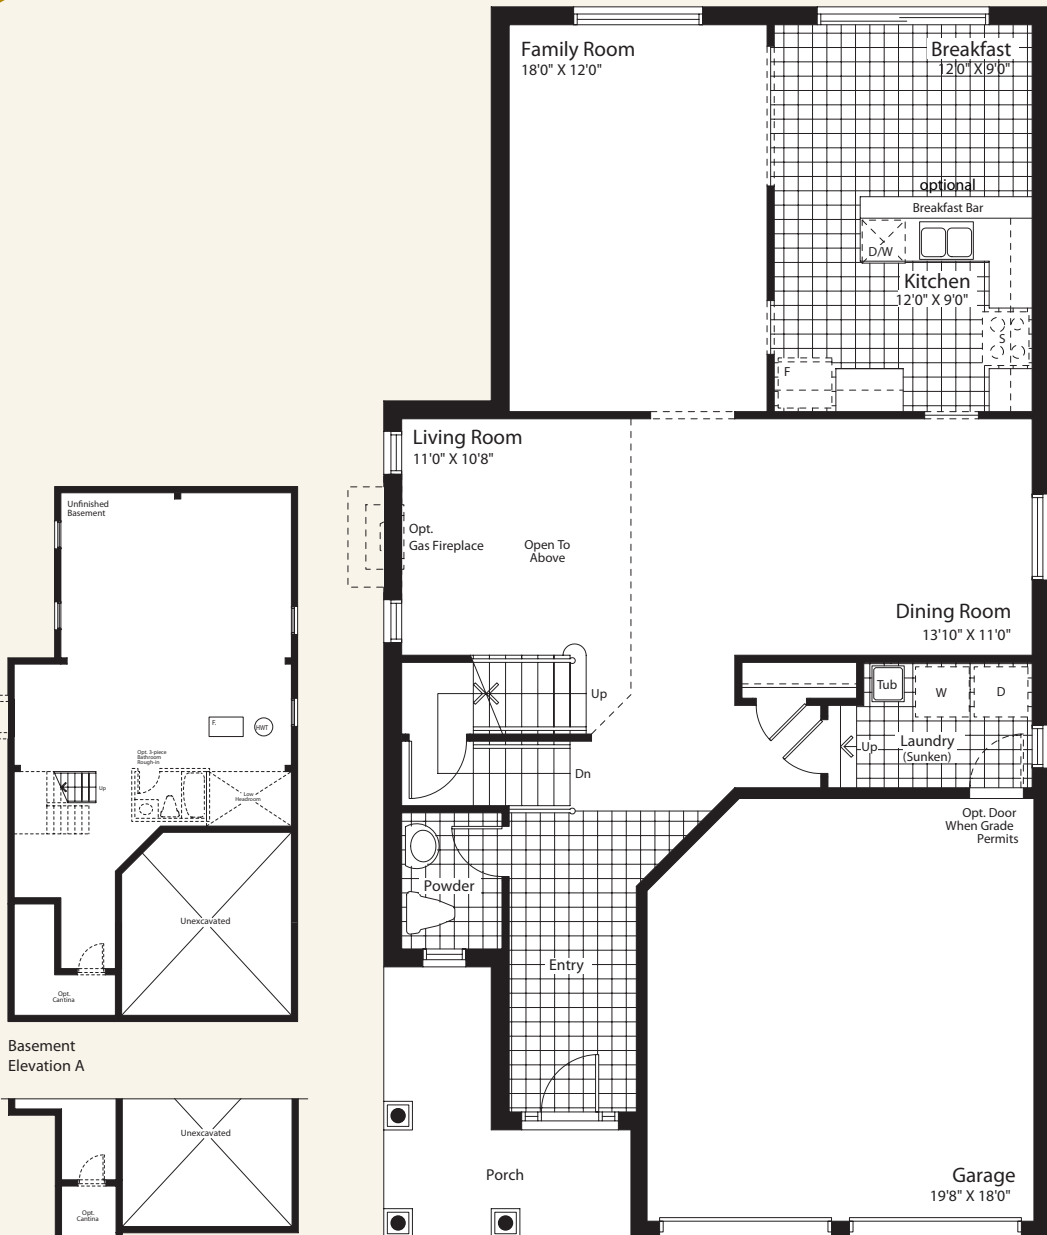 Family Room
18'0" X 12'0"
Breakfast
12'0" X 9'0"
optional
Breakfast Bar
D/W
Kitchen
12'0" X 9'0"
S
F
Living Room
11'0" X 10'8"
Opt.
Gas Fireplace
Open To
Above
Dining Room
13'10" X 11'0"
Up
Dn
Tub
W
D
Up
Laundry
(Sunken)
Opt. Door
When Grade
Permits
Powder
Entry
Porch
Garage
19'8" X 18'0"
Unfinished
Basement
F.
HWT
Opt. 3-piece
Bathroom
Rough-in
Up
Low
Headroom
Unexcavated
Opt.
Cantina
Basement
Elevation A
Unexcavated
Opt.
Cantina